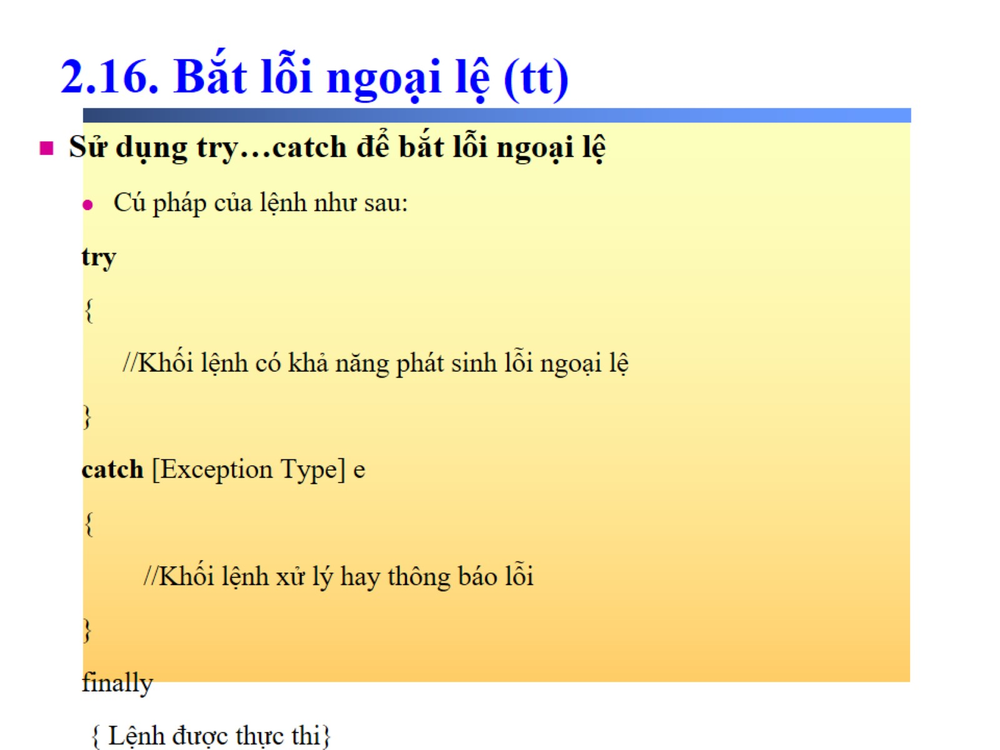 2.16. Bắt lỗi ngoại lệ (tt)
Sử dụng try…catch để bắt lỗi ngoại lệ
Cú pháp của lệnh như sau:
try
{
//Khối lệnh có khả năng phát sinh lỗi ngoại lệ
}
catch [Exception Type] e
{
//Khối lệnh xử lý hay thông báo lỗi
}
finally
{ Lệnh được thực thi}